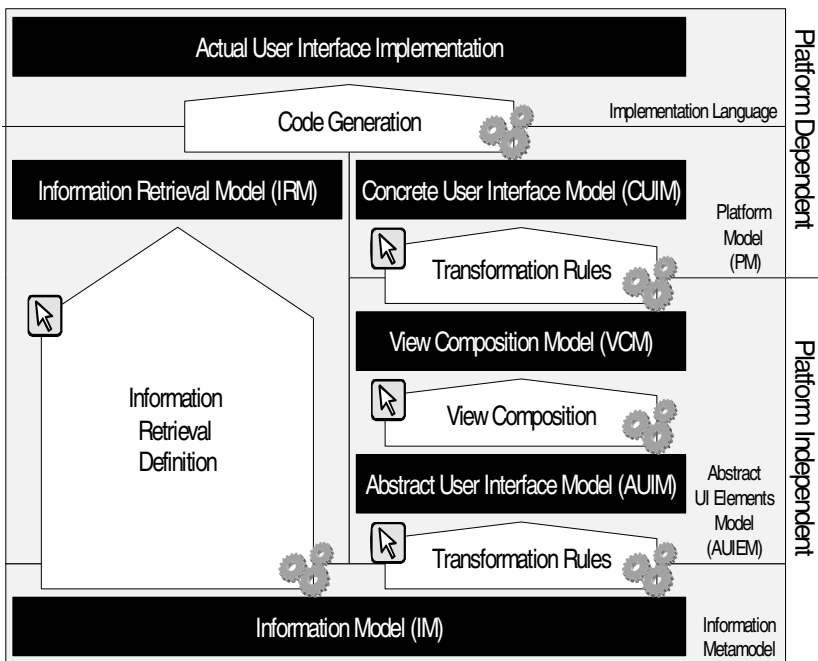 Actual User Interface Implementation
Code Generation
Implementation Language
Platform Dependent
Information Retrieval Model (IRM)
Concrete User Interface Model (CUIM)
Platform
Model
(PM)
Transformation Rules
View Composition Model (VCM)
Information
Retrieval
Definition
View Composition
Platform Independent
Abstract User Interface Model (AUIM)
Abstract
UI Elements
Model
(AUIEM)
Transformation Rules
Information Model (IM)
Information
Metamodel